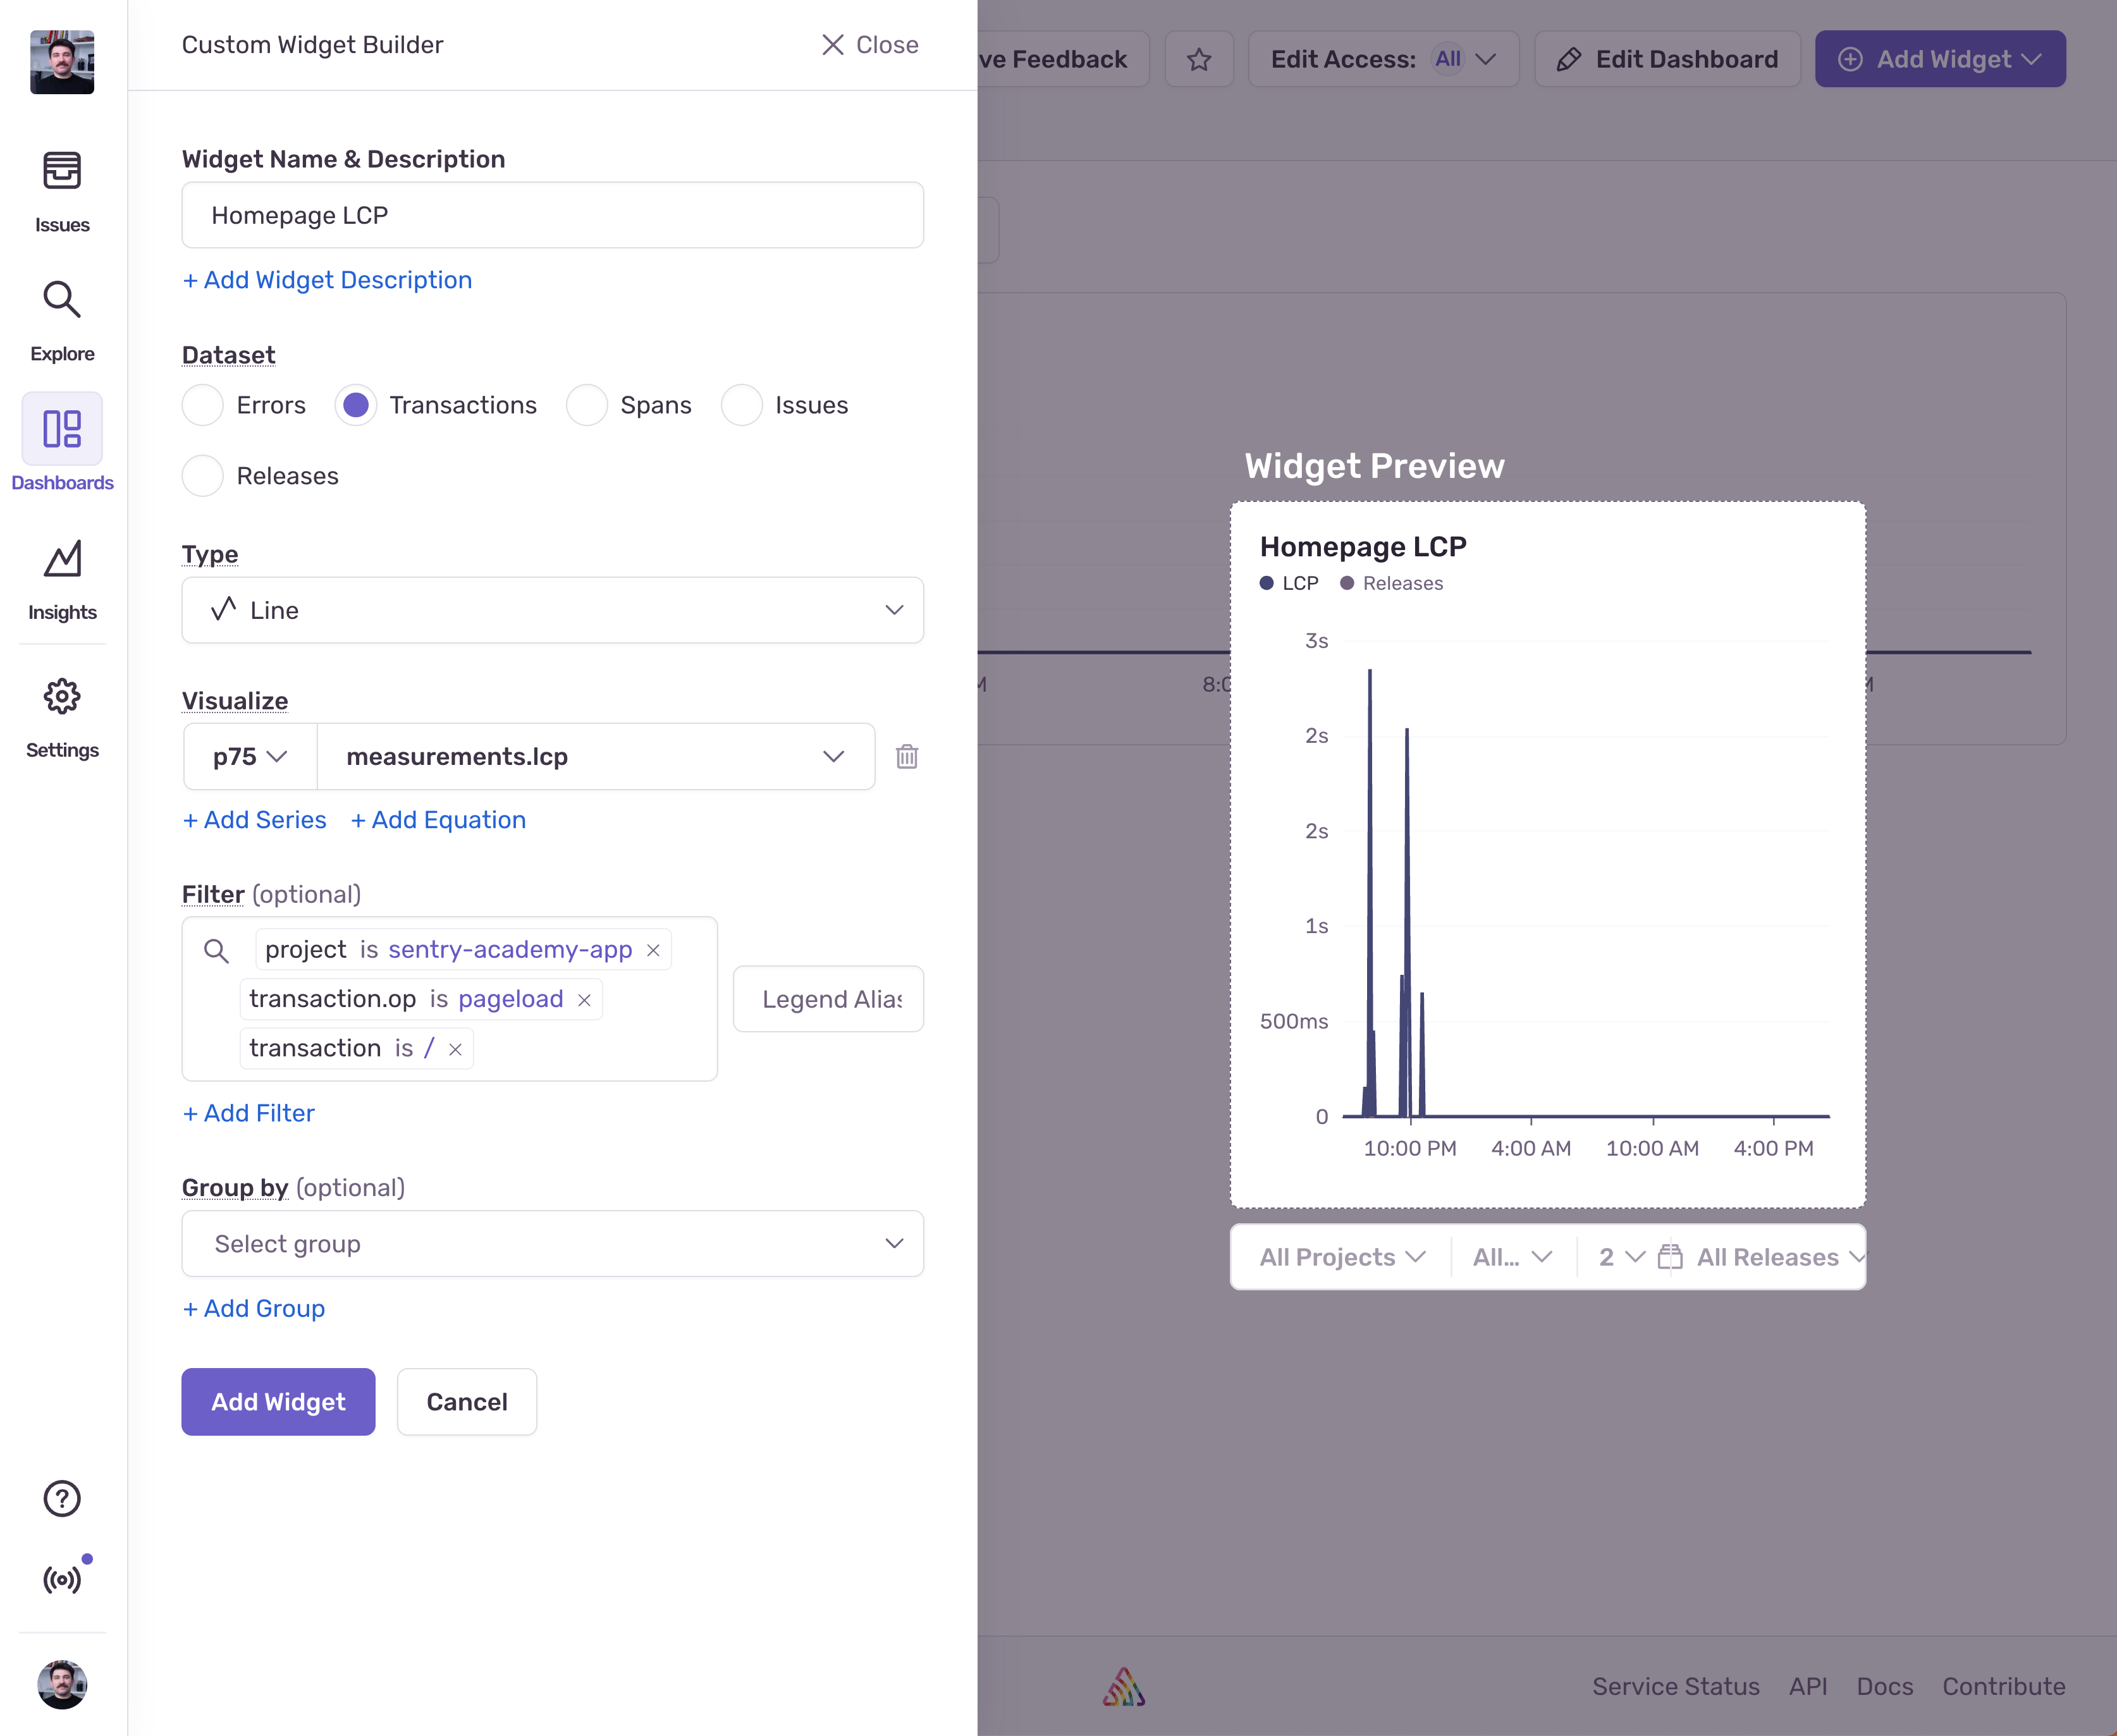 Custom Widget Builder
Close
ve Feedback
Edit Access: All
Edit Dashboard
Add Widget
Issues
Explore
Dashboards
Insights
Settings
Widget Name & Description
Homepage LCP
+ Add Widget Description
Dataset
Errors Transactions Spans Issues
Releases
Type
Line
Visualize
p75 measurements.lcp
+ Add Series + Add Equation
Filter (optional)
project is sentry-academy-app
transaction.op is pageload
transaction is /
Legend Alias
+ Add Filter
Group by (optional)
Select group
+ Add Group
Add Widget Cancel
Widget Preview
Homepage LCP
LCP Releases
3s
2s
2s
1s
500ms
0
10:00 PM 4:00 AM 10:00 AM 4:00 PM
M 8:0 M
All Projects All... 2 All Releases
Service Status API Docs Contribute